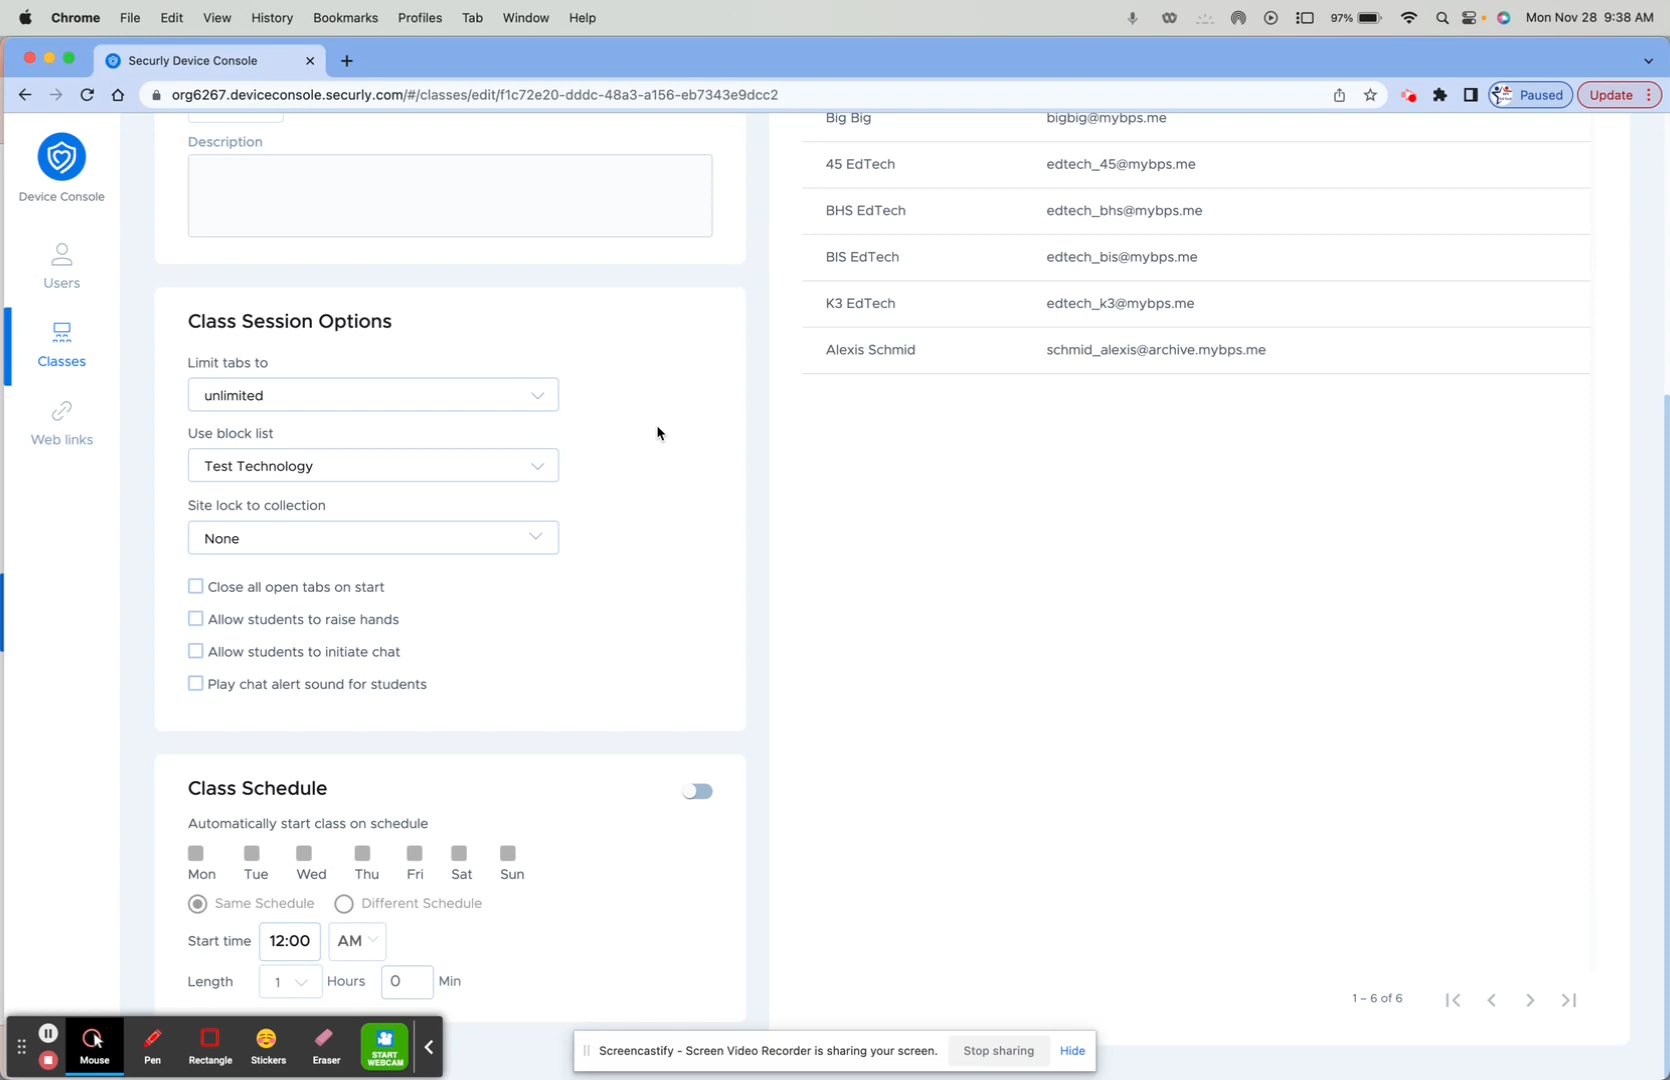 Chrome File Edit View History Bookmarks Profiles Tab Window Help 97% Mon Nov 28 9:38 AM
Securly Device Console
org6267.deviceconsole.securly.com/#/classes/edit/f1c72e20-dddc-48a3-a156-eb7343e9dcc2 Paused Update
Device Console
Users
Classes
Web links
Description
Class Session Options
Limit tabs to
unlimited
Use block list
Test Technology
Site lock to collection
None
Close all open tabs on start
Allow students to raise hands
Allow students to initiate chat
Play chat alert sound for students
Class Schedule
Automatically start class on schedule
Mon Tue Wed Thu Fri Sat Sun
Same Schedule Different Schedule
Start time 12:00 AM
Length 1 Hours 0 Min
Big Big bigbig@mybps.me
45 EdTech edtech_45@mybps.me
BHS EdTech edtech_bhs@mybps.me
BIS EdTech edtech_bis@mybps.me
K3 EdTech edtech_k3@mybps.me
Alexis Schmid schmid_alexis@archive.mybps.me
1 – 6 of 6
Mouse Pen Rectangle Stickers Eraser START WEBCAM
Screencastify - Screen Video Recorder is sharing your screen. Stop sharing Hide